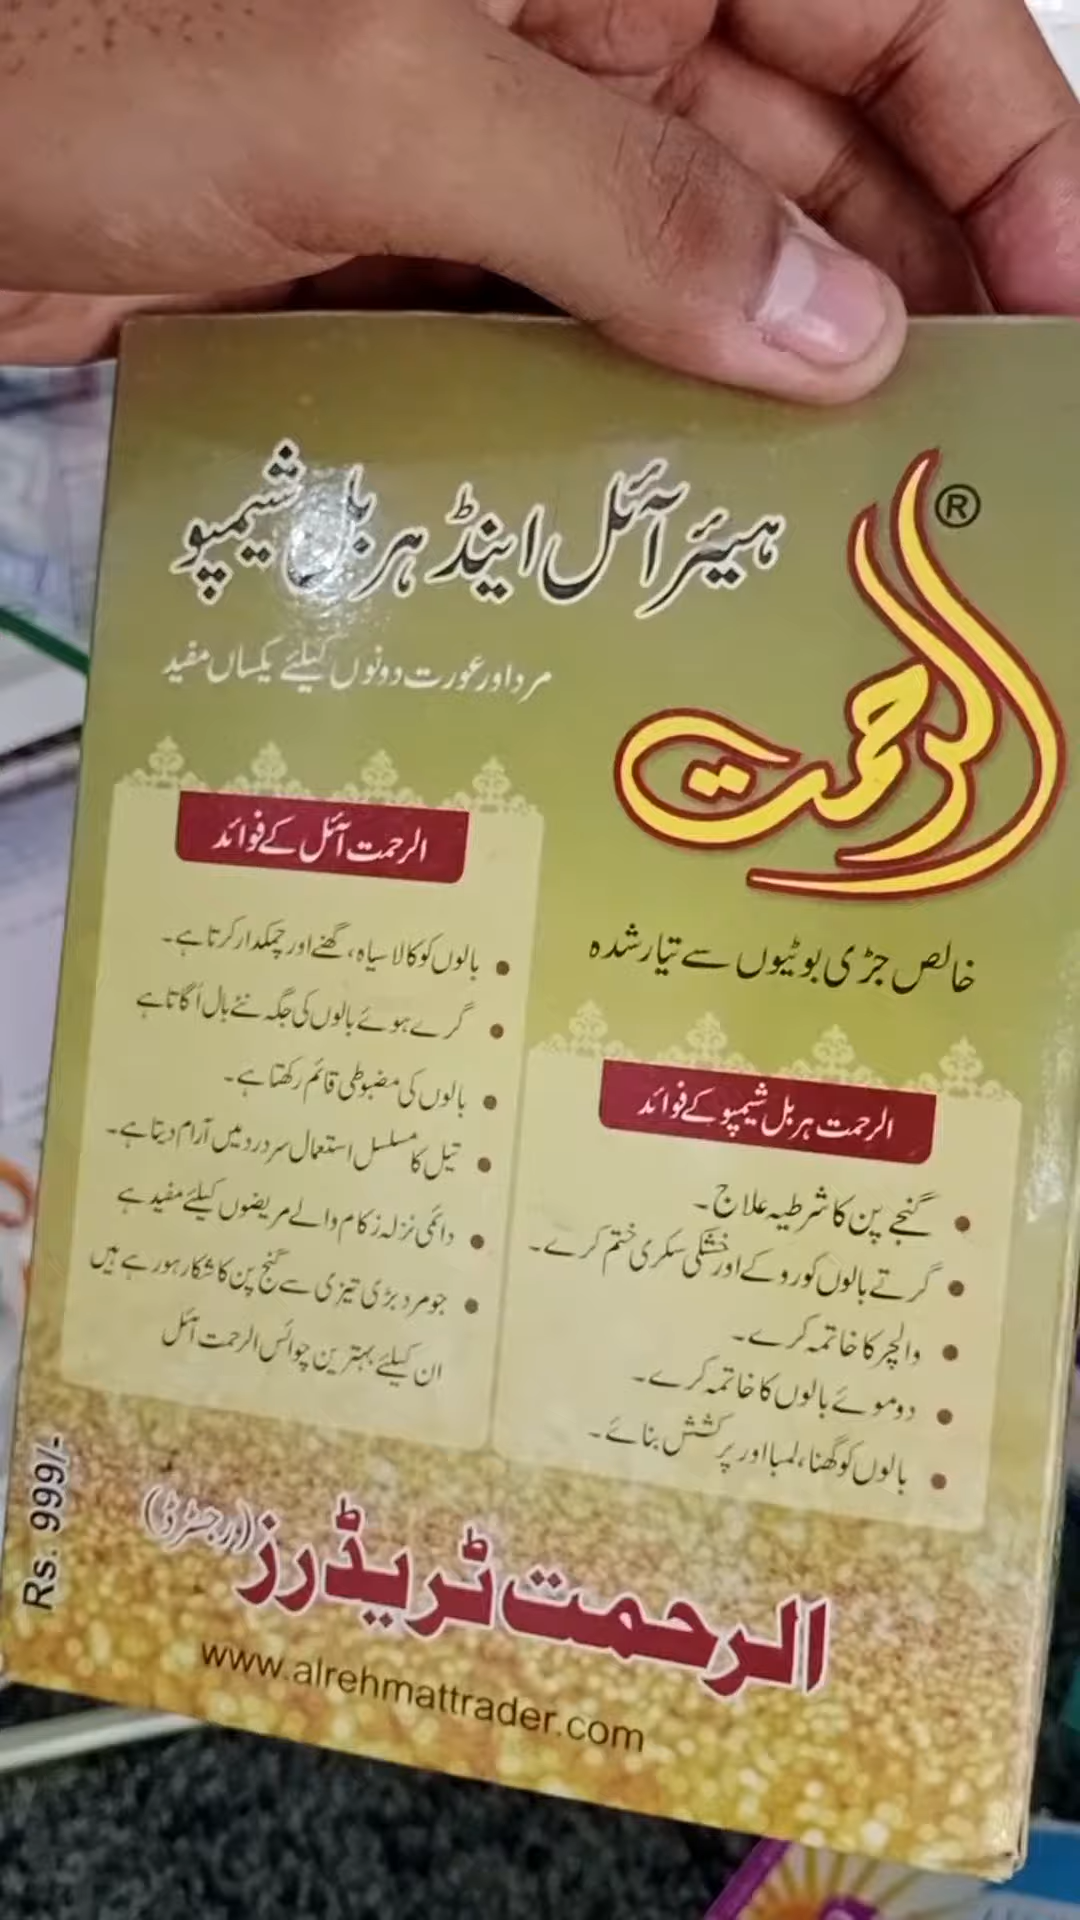 ہیئر آئل اینڈ ہربل شیمپو
®
مرد اور عورت دونوں کیلئے یکساں مفید
الرحمت
خالص جڑی بوٹیوں سے تیار شدہ
الرحمت آئل کے فوائد
• بالوں کو کالا سیاہ، گھنے اور چمکدار کرتا ہے۔
• گرے ہوئے بالوں کی جگہ نئے بال اُگاتا ہے
• بالوں کی مضبوطی قائم رکھتا ہے۔
• تیل کا مسلسل استعمال سر درد میں آرام دیتا ہے۔
• دائمی نزلہ زکام والے مریضوں کیلئے مفید ہے
• جو مرد بڑی تیزی سے گنج پن کا شکار ہو رہے ہیں
ان کیلئے بہترین چوائس الرحمت آئل
الرحمت ہربل شیمپو کے فوائد
• گنجے پن کا شرطیہ علاج۔
• گرتے بالوں کو روکے اور خشکی سکری ختم کرے۔
• والچر کا خاتمہ کرے۔
• دو موئے بالوں کا خاتمہ کرے۔
• بالوں کو گھنا، لمبا اور پرکشش بنائے۔
Rs. 999/-
الرحمت ٹریڈرز (رجسٹرڈ)
www.alrehmattrader.com